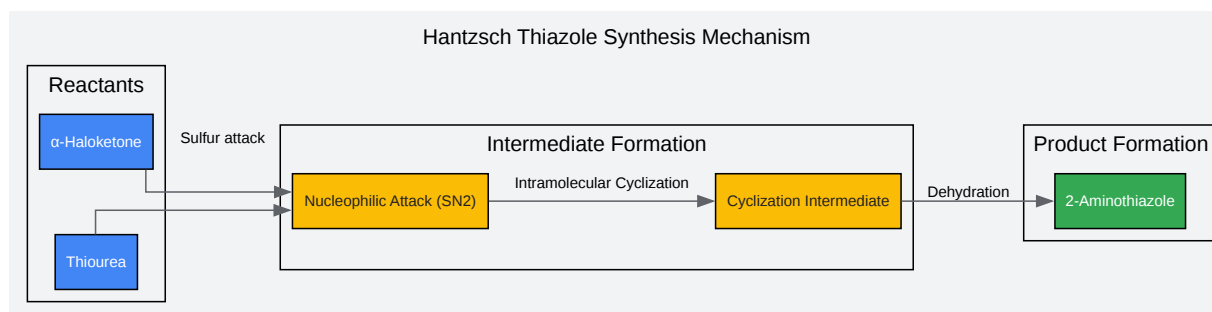 Hantzsch Thiazole Synthesis Mechanism
Reactants
α-Haloketone
Thiourea
Sulfur attack
Intermediate Formation
Nucleophilic Attack (SN2)
Intramolecular Cyclization
Cyclization Intermediate
Dehydration
Product Formation
2-Aminothiazole